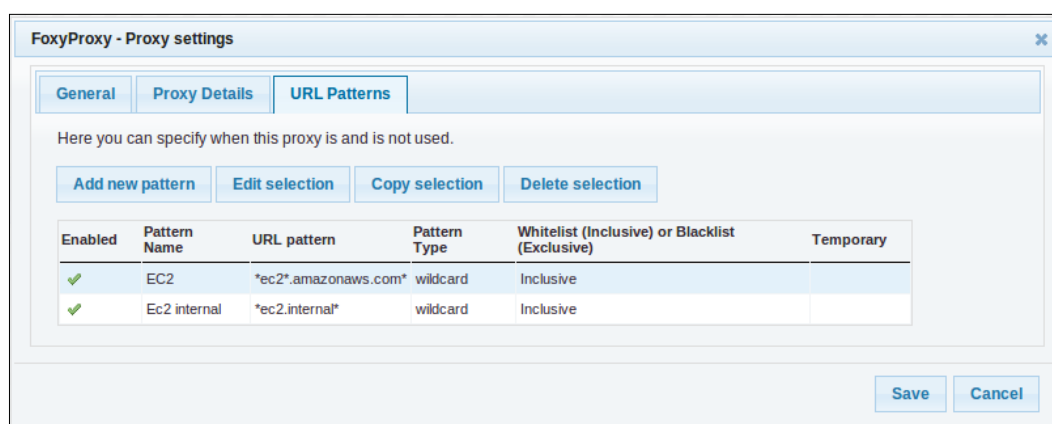 FoxyProxy - Proxy settings
General Proxy Details URL Patterns
Here you can specify when this proxy is and is not used.
Add new pattern Edit selection Copy selection Delete selection
Enabled Pattern Name URL pattern Pattern Type Whitelist (Inclusive) or Blacklist (Exclusive) Temporary
EC2 *ec2*.amazonaws.com* wildcard Inclusive
Ec2 internal *ec2.internal* wildcard Inclusive
Save Cancel